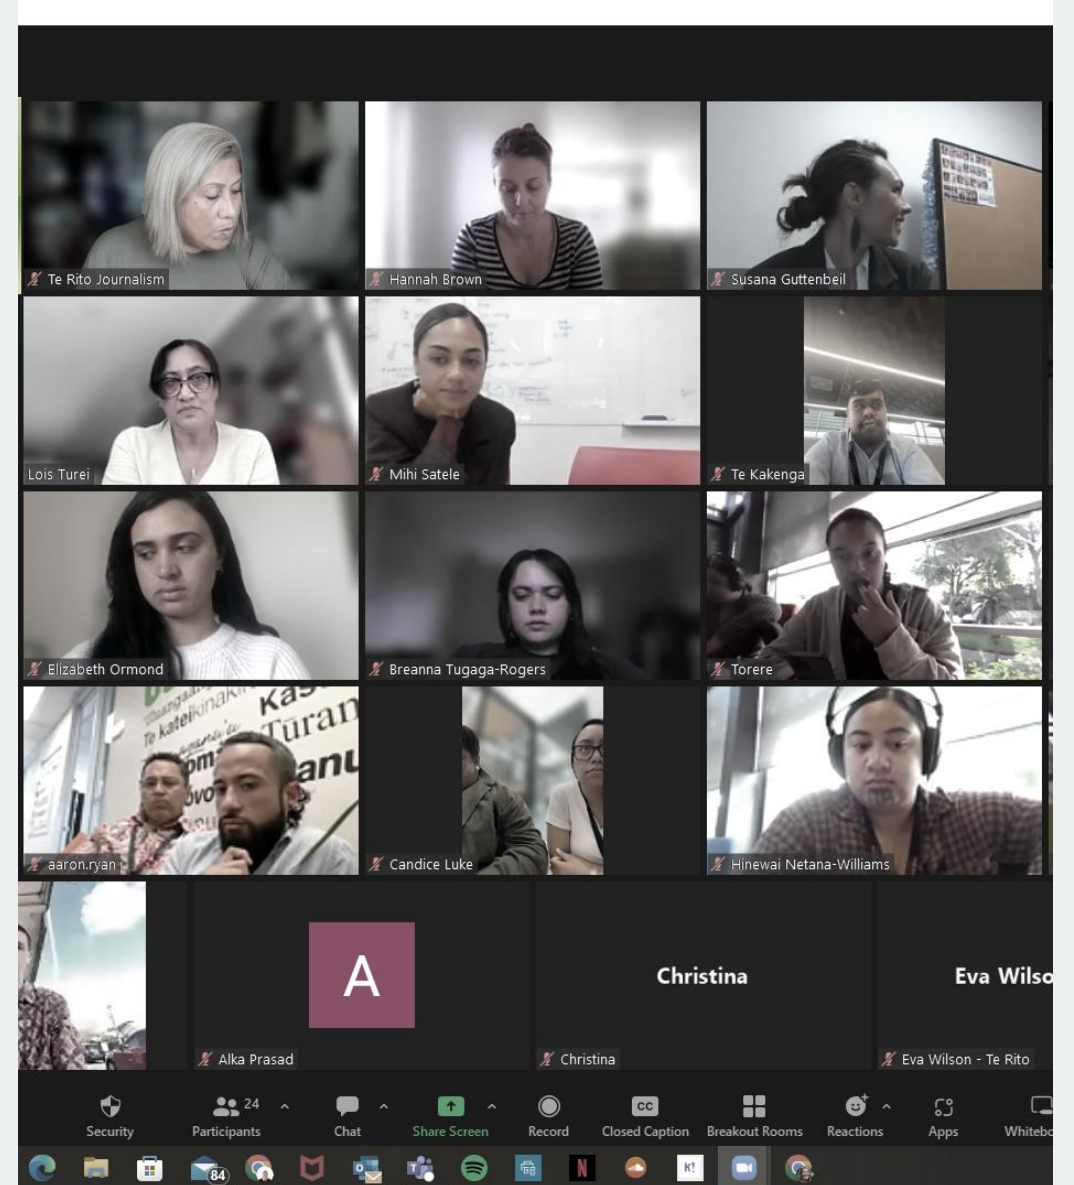 Te Rito Journalism
Hannah Brown
Susana Guttenbeil
Lois Turei
Mihi Satele
Te Kakenga
Elizabeth Ormond
Breanna Tugaga-Rogers
Torere
Te kateikinaki
Kas
Tūran
anu
aaron.ryan
Candice Luke
Hinewai Netana-Williams
A
Christina
Eva Wilso
Alka Prasad
Christina
Eva Wilson - Te Rito
24
CC
Security
Participants
Chat
Share Screen
Record
Closed Caption
Breakout Rooms
Reactions
Apps
Whitebo
84
T
N
K!